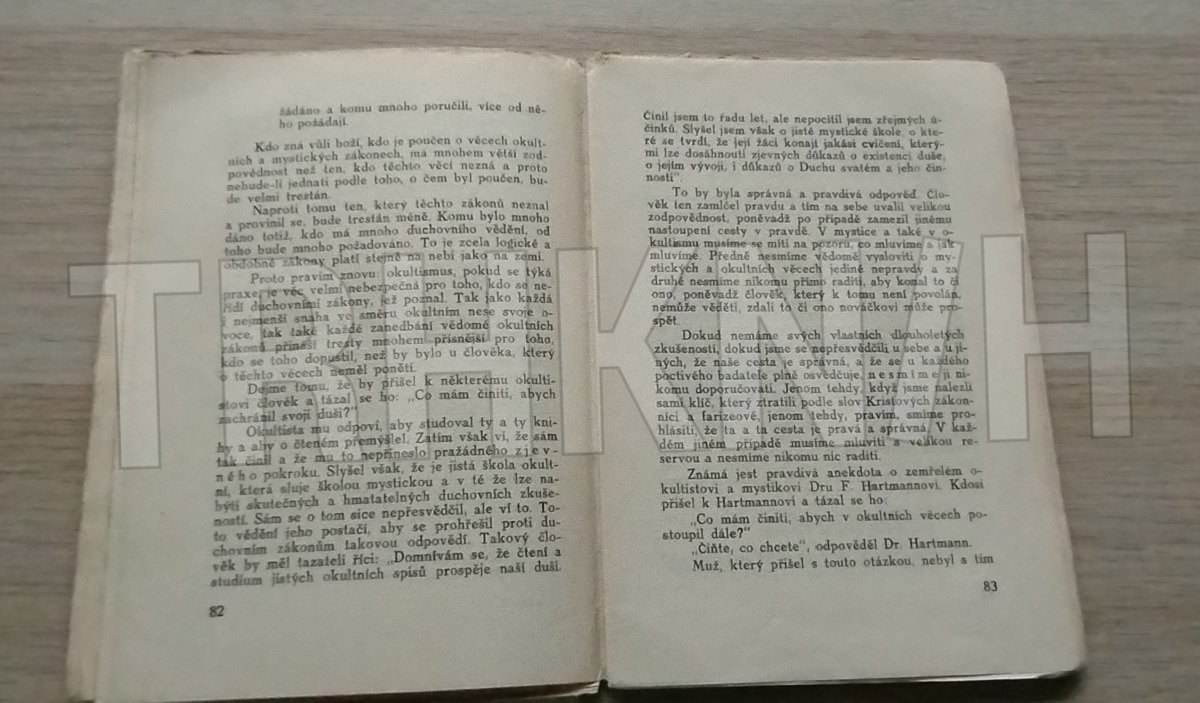 žádáno a komu mnoho poručili, více od ně-
ho požádají.
Kdo zná vůli boží, kdo je poučen o věcech okult-
ních a mystických zákonech, má mnohem větší zod-
povědnost než ten, kdo těchto věcí nezná a proto
nebude-li jednati podle toho, o čem byl poučen, bu-
de velmi trestán.
Naproti tomu ten, který těchto zákonů neznal
a provinil se, bude trestán méně. Komu bylo mnoho
dáno totiž, kdo má mnoho duchovního vědění, od
toho bude mnoho požadováno. To je zcela logické a
obdobné zákony platí stejně na nebi jako na zemi.
Proto pravím znovu: okultismus, pokud se týká
praxe, je věc velmi nebezpečná pro toho, kdo se ne-
řídí duchovními zákony, jež poznal. Tak jako každá
i nejmenší snaha ve směru okultním nese svoje o-
voce, tak také každé zanedbání vědomé okultních
zákonů přináší tresty mnohem přísnější pro toho,
kdo se toho dopustil, než by bylo u člověka, který
o těchto věcech neměl ponětí.
Dejme tomu, že by přišel k některému okulti-
stovi člověk a tázal se ho: „Co mám činiti, abych
zachránil svoji duši?"
Okultista mu odpoví, aby studoval ty a ty kni-
hy a aby o čteném přemýšlel. Zatím však ví, že sám
tak činil a že mu to nepřineslo pražádného zjev-
ného pokroku. Slyšel však, že je jistá škola okult-
ní, která sluje školou mystickou a v té že lze na-
býti skutečných a hmatatelných duchovních zkuše-
ností. Sám se o tom sice nepřesvědčil, ale ví to. To-
to vědění jeho postačí, aby se prohřešil proti du-
chovním zákonům takovou odpovědí. Takový člo-
věk by měl tazateli říci: „Domnívám se, že čtení a
studium jistých okultních spisů prospěje naší duši.
82
Činil jsem to řadu let, ale nepocítil jsem zřejmých ú-
činků. Slyšel jsem však o jisté mystické škole, o kte-
ré se tvrdí, že její žáci konají jakási cvičení, který-
mi lze dosáhnouti zjevných důkazů o existenci duše,
o jejím vývoji, i důkazů o Duchu svatém a jeho čin-
nosti".
To by byla správná a pravdivá odpověď. Člo-
věk ten zamlčel pravdu a tím na sebe uvalil velikou
zodpovědnost, poněvadž po případě zamezil jinému
nastoupení cesty v pravdě. V mystice a také v o-
kultismu musíme se míti na pozoru, co mluvíme a jak
mluvíme. Předně nesmíme vědomě vysloviti o my-
stických a okultních věcech jediné nepravdy a za
druhé nesmíme nikomu přímo raditi, aby konal to či
ono, poněvadž člověk, který k tomu není povolán,
nemůže věděti, zdali to či ono nováčkovi může pro-
spět.
Dokud nemáme svých vlastních dlouholetých
zkušeností, dokud jsme se nepřesvědčili u sebe a u ji-
ných, že naše cesta je správná, a že se u každého
poctivého badatele plně osvědčuje, nesmíme ji ni-
komu doporučovati. Jenom tehdy, když jsme nalezli
sami klíč, který ztratili podle slov Kristových zákon-
níci a farizeové, jenom tehdy, pravím, smíme pro-
hlásiti, že ta a ta cesta je pravá a správná. V kaž-
dém jiném případě musíme mluviti s velikou re-
servou a nesmíme nikomu nic raditi.
Známá jest pravdivá anekdota o zemřelém o-
kultistovi a mystikovi Dru F. Hartmannovi. Kdosi
přišel k Hartmannovi a tázal se ho:
„Co mám činiti, abych v okultních věcech po-
stoupil dále?"
„Čiňte, co chcete", odpověděl Dr. Hartmann.
Muž, který přišel s touto otázkou, nebyl s tím
83